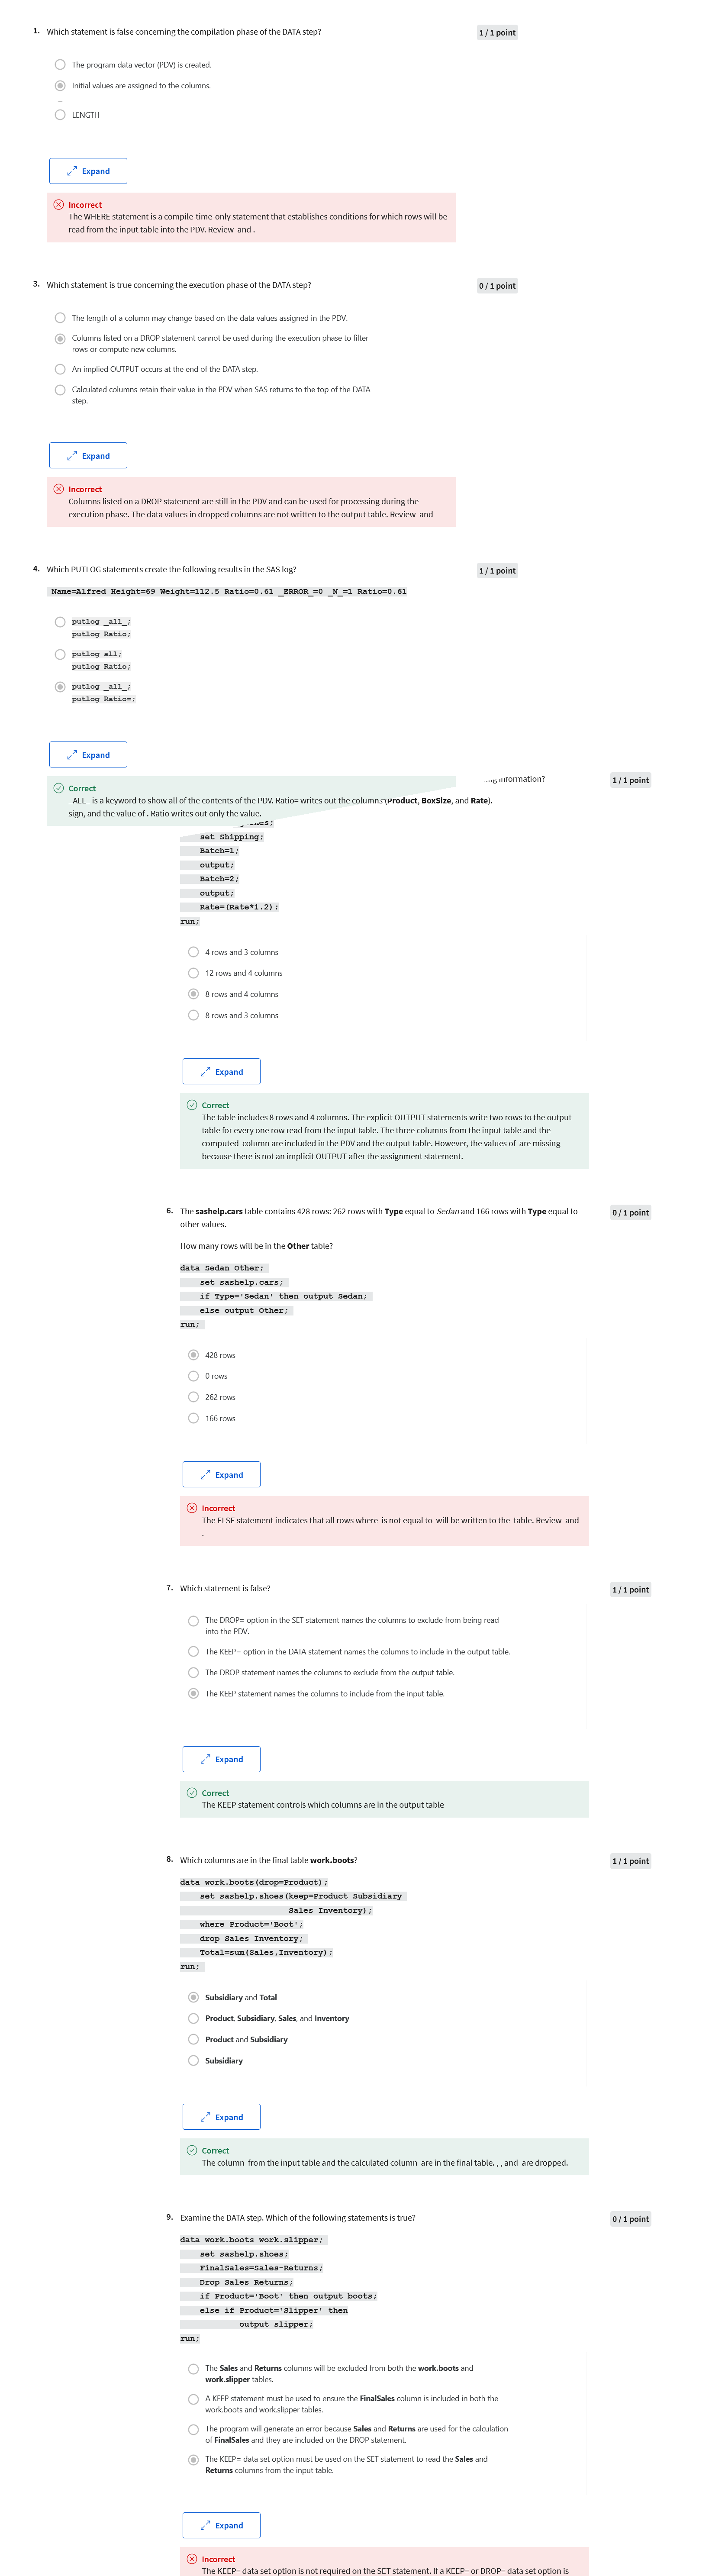 1. Which statement is false concerning the compilation phase of the DATA step?
1 / 1 point
The program data vector (PDV) is created.
Initial values are assigned to the columns.
LENGTH
Expand
Incorrect
The WHERE statement is a compile-time-only statement that establishes conditions for which rows will be
read from the input table into the PDV. Review  and .
3. Which statement is true concerning the execution phase of the DATA step?
0 / 1 point
The length of a column may change based on the data values assigned in the PDV.
Columns listed on a DROP statement cannot be used during the execution phase to filter
rows or compute new columns.
An implied OUTPUT occurs at the end of the DATA step.
Calculated columns retain their value in the PDV when SAS returns to the top of the DATA
step.
Expand
Incorrect
Columns listed on a DROP statement are still in the PDV and can be used for processing during the
execution phase. The data values in dropped columns are not written to the output table. Review  and
4. Which PUTLOG statements create the following results in the SAS log?
1 / 1 point
Name=Alfred Height=69 Weight=112.5 Ratio=0.61 _ERROR_=0 _N_=1 Ratio=0.61
putlog _all_;
putlog Ratio;
putlog all;
putlog Ratio;
putlog _all_;
putlog Ratio=;
Expand
information?
1 / 1 point
Correct
_ALL_ is a keyword to show all of the contents of the PDV. Ratio= writes out the column
Product, BoxSize, and Rate).
sign, and the value of . Ratio writes out only the value.
set Shipping;
Batch=1;
output;
Batch=2;
output;
Rate=(Rate*1.2);
run;
4 rows and 3 columns
12 rows and 4 columns
8 rows and 4 columns
8 rows and 3 columns
Expand
Correct
The table includes 8 rows and 4 columns. The explicit OUTPUT statements write two rows to the output
table for every one row read from the input table. The three columns from the input table and the
computed  column are included in the PDV and the output table. However, the values of  are missing
because there is not an implicit OUTPUT after the assignment statement.
6. The sashelp.cars table contains 428 rows: 262 rows with Type equal to Sedan and 166 rows with Type equal to
0 / 1 point
other values.
How many rows will be in the Other table?
data Sedan Other;
set sashelp.cars;
if Type='Sedan' then output Sedan;
else output Other;
run;
428 rows
0 rows
262 rows
166 rows
Expand
Incorrect
The ELSE statement indicates that all rows where  is not equal to  will be written to the  table. Review  and
.
7. Which statement is false?
1 / 1 point
The DROP= option in the SET statement names the columns to exclude from being read
into the PDV.
The KEEP= option in the DATA statement names the columns to include in the output table.
The DROP statement names the columns to exclude from the output table.
The KEEP statement names the columns to include from the input table.
Expand
Correct
The KEEP statement controls which columns are in the output table
8. Which columns are in the final table work.boots?
1 / 1 point
data work.boots(drop=Product);
set sashelp.shoes(keep=Product Subsidiary
Sales Inventory);
where Product='Boot';
drop Sales Inventory;
Total=sum(Sales,Inventory);
run;
Subsidiary and Total
Product, Subsidiary, Sales, and Inventory
Product and Subsidiary
Subsidiary
Expand
Correct
The column  from the input table and the calculated column  are in the final table. , , and  are dropped.
9. Examine the DATA step. Which of the following statements is true?
0 / 1 point
data work.boots work.slipper;
set sashelp.shoes;
FinalSales=Sales-Returns;
Drop Sales Returns;
if Product='Boot' then output boots;
else if Product='Slipper' then
output slipper;
run;
The Sales and Returns columns will be excluded from both the work.boots and
work.slipper tables.
A KEEP statement must be used to ensure the FinalSales column is included in both the
work.boots and work.slipper tables.
The program will generate an error because Sales and Returns are used for the calculation
of FinalSales and they are included on the DROP statement.
The KEEP= data set option must be used on the SET statement to read the Sales and
Returns columns from the input table.
Expand
Incorrect
The KEEP= data set option is not required on the SET statement. If a KEEP= or DROP= data set option is